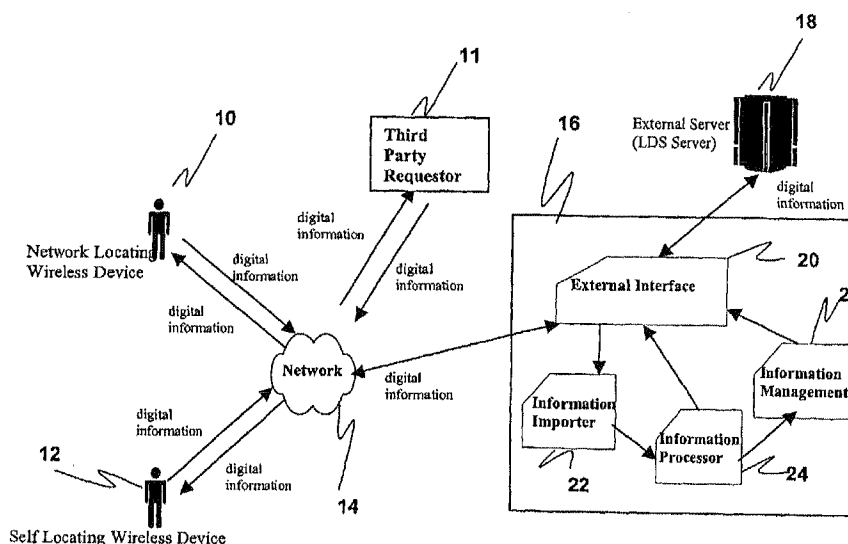 18
11
10
16
External Server
(LDS Server)
Third
Party
Requestor
digital
information
digital
information
Network Locating
Wireless Device
digital
information
digital
information
digital
information
20
External Interface
Network
digital
information
Information
Management
Information
Importer
Information
Processor
digital
information
12
digital
information
14
22
24
Self Locating Wireless Device